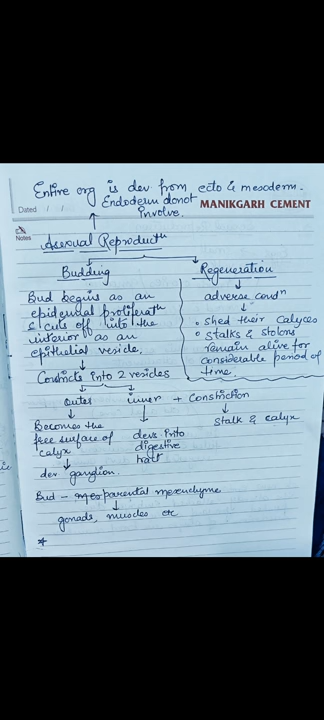 Entire org is dev from ecto & mesoderm.
Endoderm donot
involve.
Dated / /
MANIKGARH CEMENT
Notes
Asexual Reproductn
Budding
Regeneration
Bud begins as an
epidermal proliferatn
& cuts off into the
interior as an
epithelial vesicle.
adverse condn
shed their Calyces
stalks & stolons
remain alive for
considerable period of
time.
Constricts into 2 vesicles
outer
inner + Constriction
Becomes the
free surface of
calyx
devs into
digestive
tract
stalk & calyx
dev ganglion.
Bud - parental mesenchyme
gonads, muscles etc
*